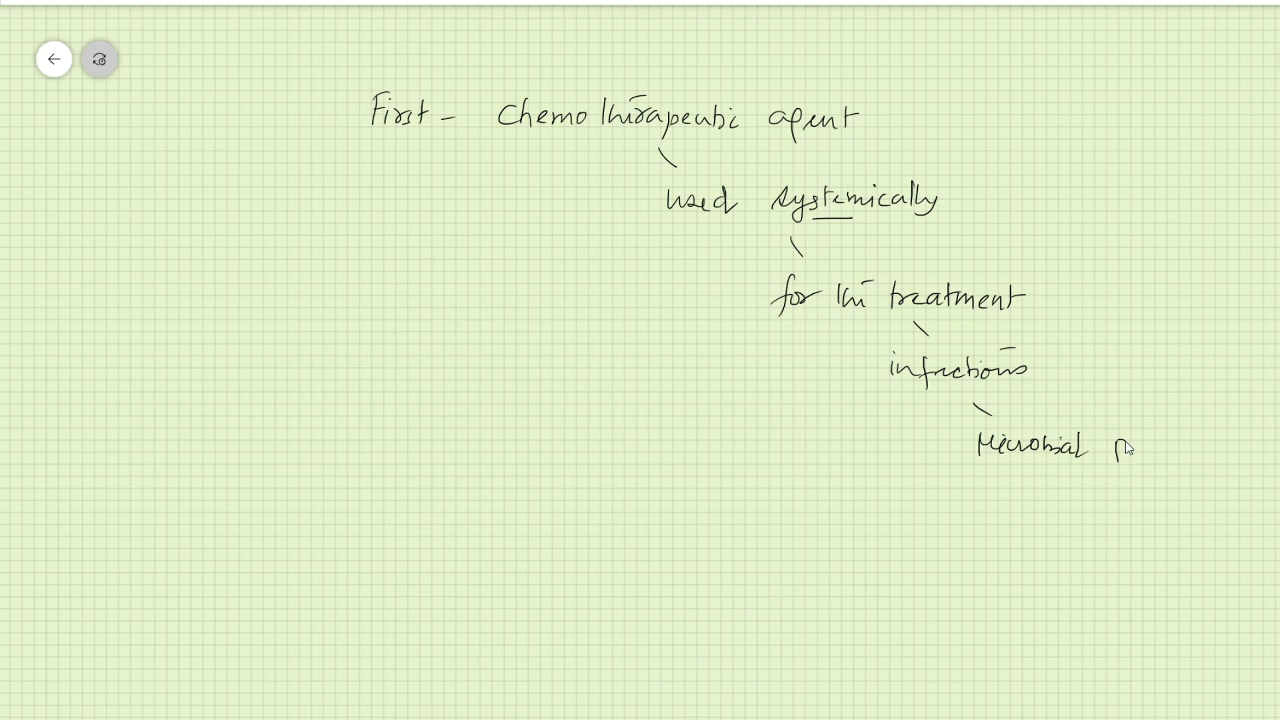 First - Chemotherapeutic agent
used systemically
for the treatment
infections
Microbial p